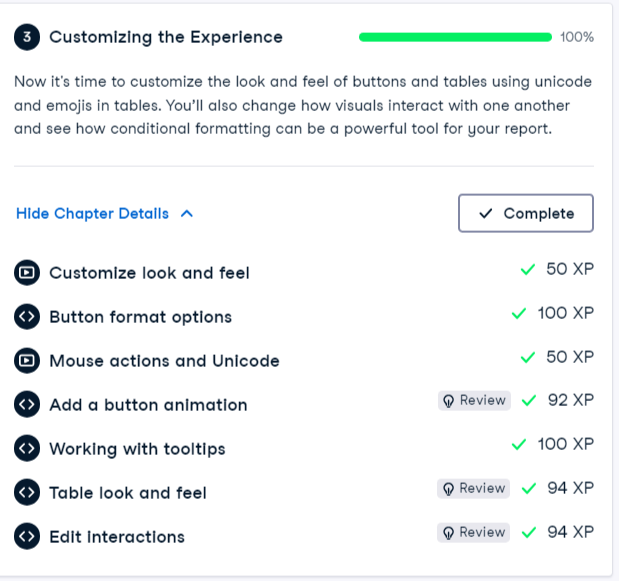 3 Customizing the Experience 100%
Now it's time to customize the look and feel of buttons and tables using unicode
and emojis in tables. You'll also change how visuals interact with one another
and see how conditional formatting can be a powerful tool for your report.
Hide Chapter Details Complete
Customize look and feel 50 XP
Button format options 100 XP
Mouse actions and Unicode 50 XP
Add a button animation Review 92 XP
Working with tooltips 100 XP
Table look and feel Review 94 XP
Edit interactions Review 94 XP